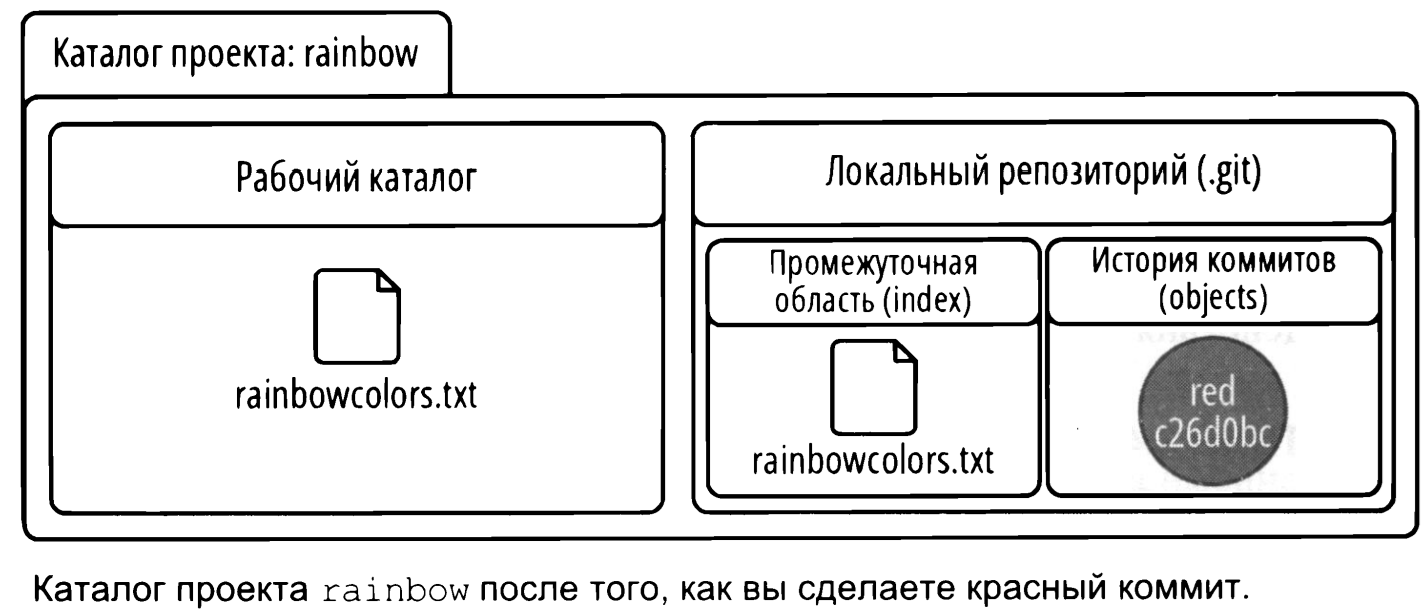 Каталог проекта: rainbow
Рабочий каталог
Локальный репозиторий (.git)
Промежуточная
область (index)
История коммитов
(objects)
rainbowcolors.txt
rainbowcolors.txt
red
c26d0bc
Каталог проекта rainbow после того, как вы сделаете красный коммит.